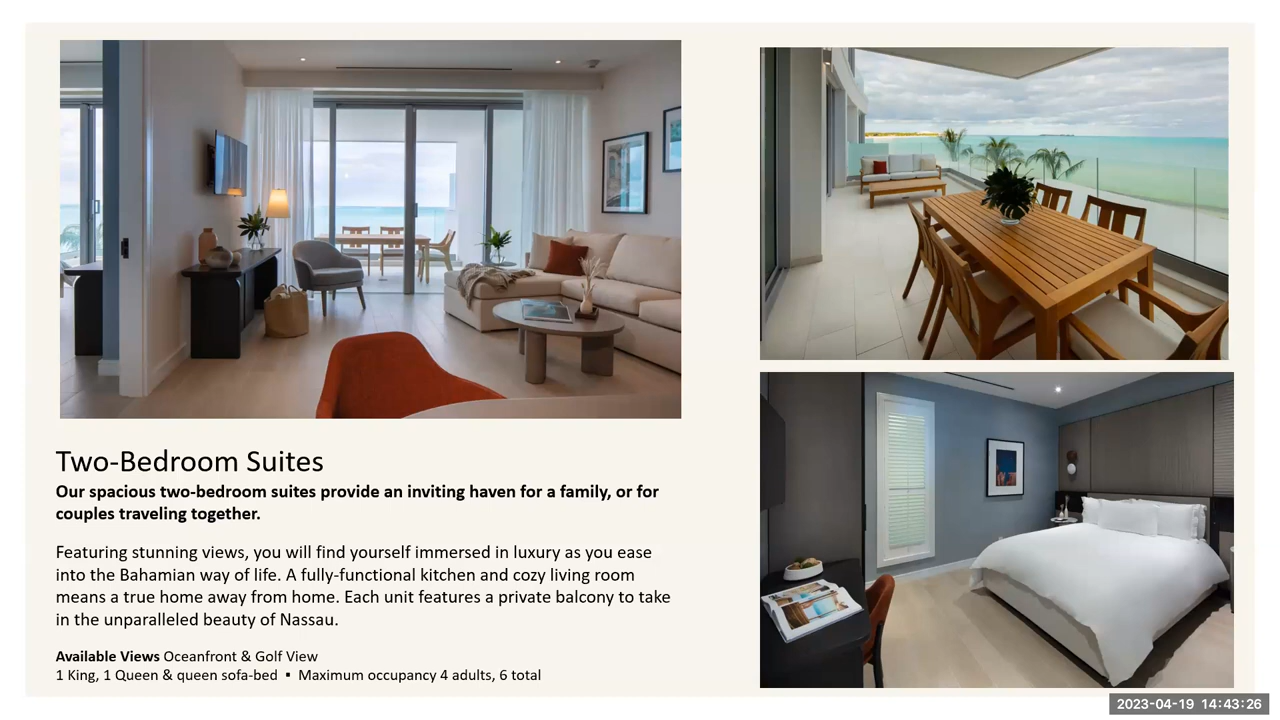 Two-Bedroom Suites
Our spacious two-bedroom suites provide an inviting haven for a family, or for
couples traveling together.
Featuring stunning views, you will find yourself immersed in luxury as you ease
into the Bahamian way of life. A fully-functional kitchen and cozy living room
means a true home away from home. Each unit features a private balcony to take
in the unparalleled beauty of Nassau.
Available Views Oceanfront & Golf View
1 King, 1 Queen & queen sofa-bed ▪ Maximum occupancy 4 adults, 6 total
2023-04-19 14:43:26